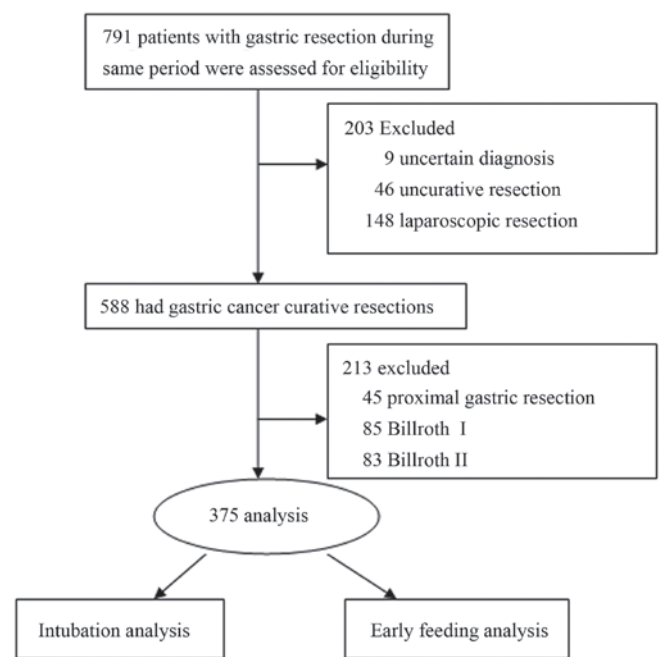 791 patients with gastric resection during
same period were assessed for eligibility
203 Excluded
9 uncertain diagnosis
46 uncurative resection
148 laparoscopic resection
588 had gastric cancer curative resections
213 excluded
45 proximal gastric resection
85 Billroth I
83 Billroth II
375 analysis
Intubation analysis
Early feeding analysis